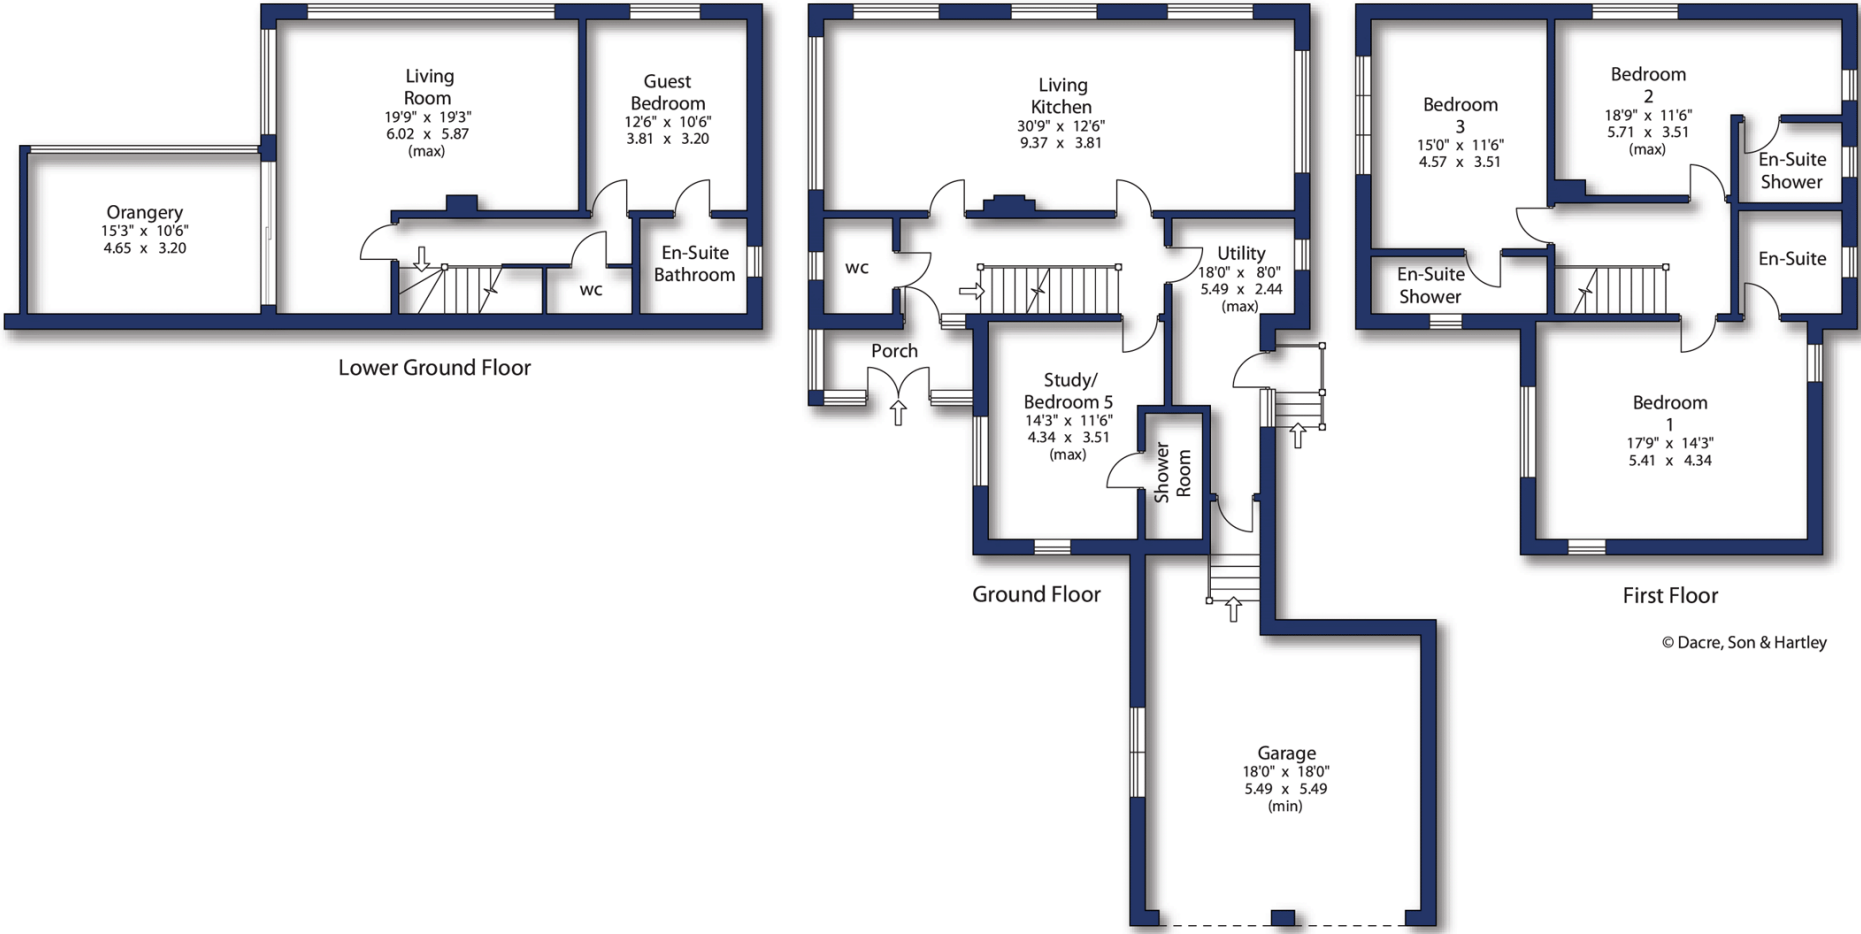 Living
Room
19'9" x 19'3"
6.02 x 5.87
(max)
Guest
Bedroom
12'6" x 10'6"
3.81 x 3.20
Orangery
15'3" x 10'6"
4.65 x 3.20
En-Suite
Bathroom
WC
Lower Ground Floor
Living
Kitchen
30'9" x 12'6"
9.37 x 3.81
WC
Utility
18'0" x 8'0"
5.49 x 2.44
(max)
Porch
Study/
Bedroom 5
14'3" x 11'6"
4.34 x 3.51
(max)
Shower
Room
Ground Floor
Garage
18'0" x 18'0"
5.49 x 5.49
(min)
Bedroom
3
15'0" x 11'6"
4.57 x 3.51
Bedroom
2
18'9" x 11'6"
5.71 x 3.51
(max)
En-Suite
Shower
En-Suite
Shower
En-Suite
Bedroom
1
17'9" x 14'3"
5.41 x 4.34
First Floor
© Dacre, Son & Hartley